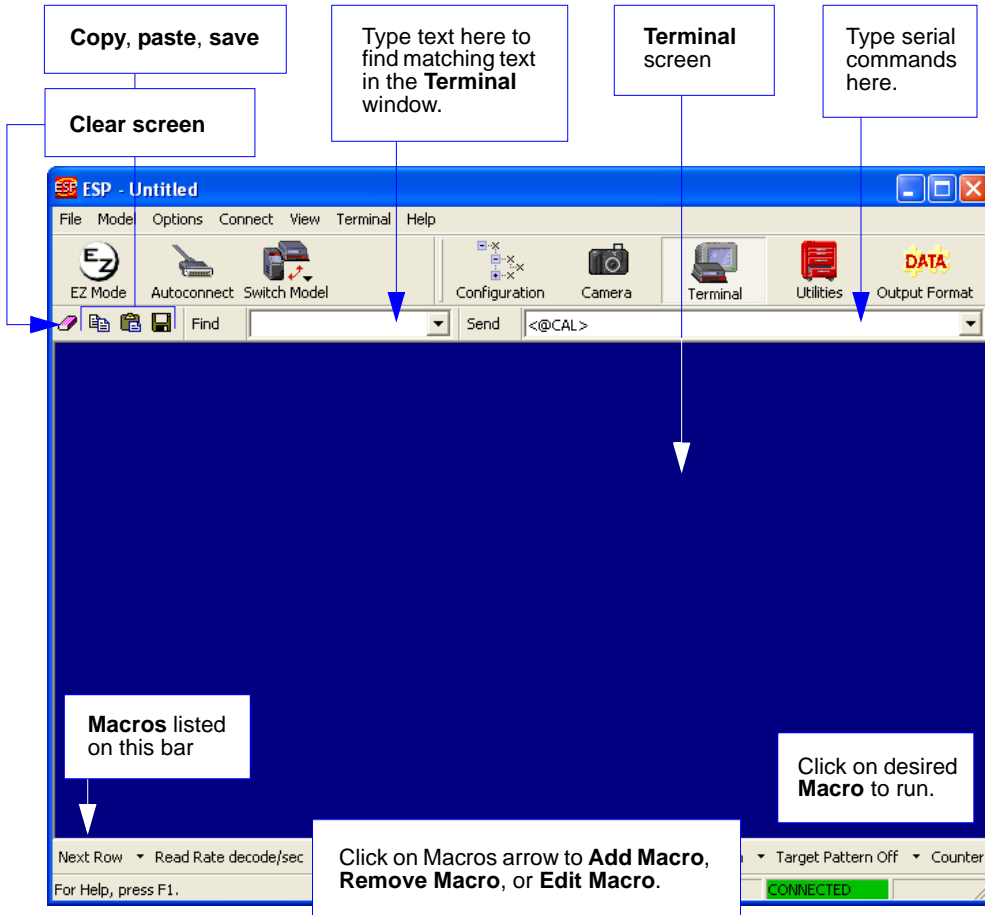 Copy, paste, save
Clear screen
Type text here to
find matching text
in the Terminal
window.
Terminal
screen
Type serial
commands
here.
ESP
ESP - Untitled
File Model Options Connect View Terminal Help
EZ
EZ Mode Autoconnect Switch Model Configuration Camera Terminal Utilities Output Format
DATA
Find Send <@CAL>
Macros listed
on this bar
Click on desired
Macro to run.
Next Row Read Rate decode/sec Target Pattern Off Counter
Click on Macros arrow to Add Macro,
Remove Macro, or Edit Macro.
For Help, press F1. CONNECTED